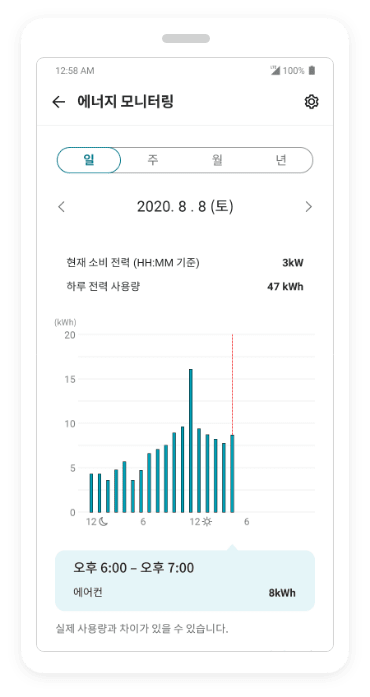 12:58 AM 100%
에너지 모니터링
일 주 월 년
2020. 8 . 8 (토)
현재 소비 전력 (HH:MM 기준) 3kW
하루 전력 사용량 47 kWh
(kWh)
20
15
10
5
0
12 6 12 6
오후 6:00 – 오후 7:00
에어컨 8kWh
실제 사용량과 차이가 있을 수 있습니다.